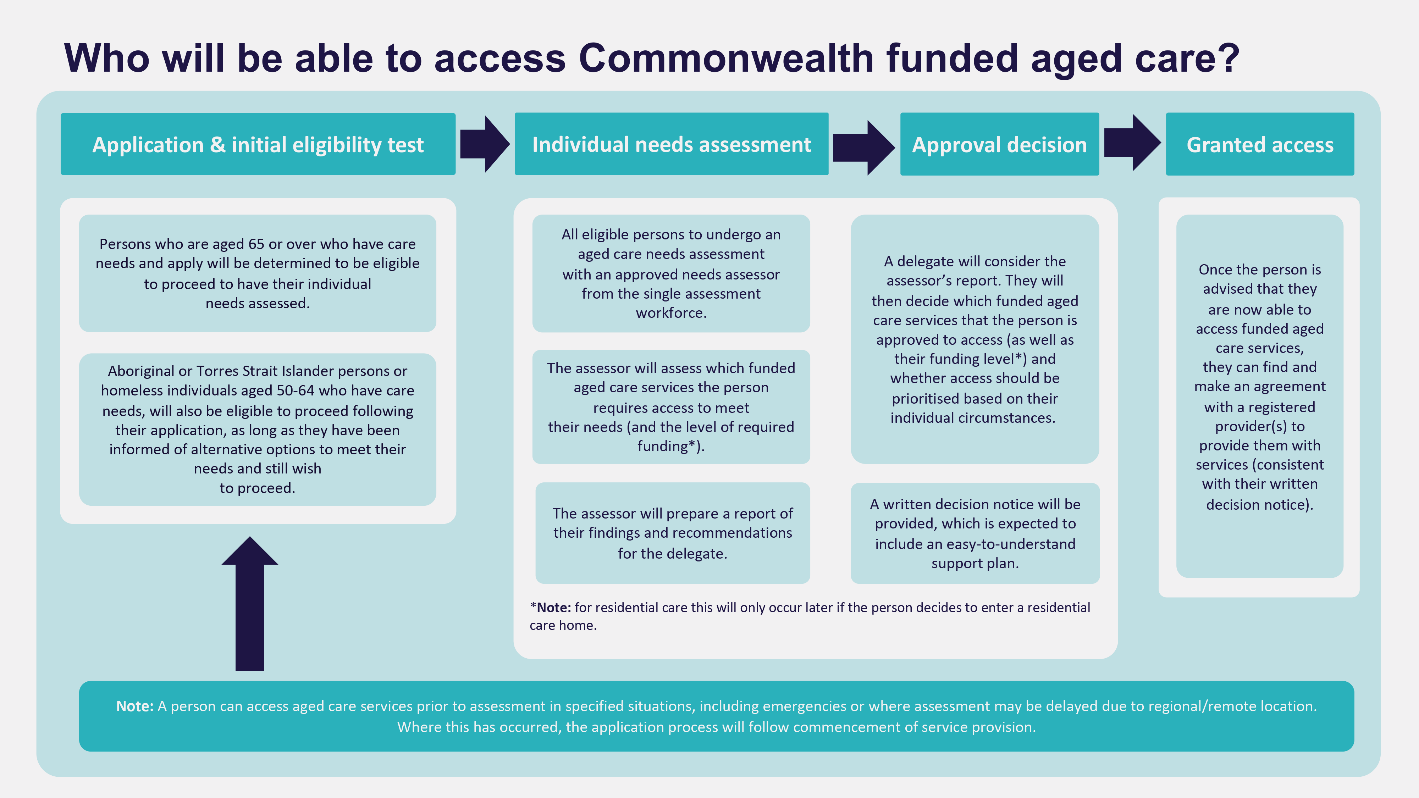 Who will be able to access Commonwealth funded aged care?
Application & initial eligibility test
Individual needs assessment
Approval decision
Granted access
Persons who are aged 65 or over who have care
needs and apply will be determined to be eligible
to proceed to have their individual
needs assessed.
Aboriginal or Torres Strait Islander persons or
homeless individuals aged 50-64 who have care
needs, will also be eligible to proceed following
their application, as long as they have been
informed of alternative options to meet their
needs and still wish
to proceed.
All eligible persons to undergo an
aged care needs assessment
with an approved needs assessor
from the single assessment
workforce.
The assessor will assess which funded
aged care services the person
requires access to meet
their needs (and the level of required
funding*).
The assessor will prepare a report of
their findings and recommendations
for the delegate.
A delegate will consider the
assessor’s report. They will
then decide which funded aged
care services that the person is
approved to access (as well as
their funding level*) and
whether access should be
prioritised based on their
individual circumstances.
A written decision notice will be
provided, which is expected to
include an easy-to-understand
support plan.
*Note: for residential care this will only occur later if the person decides to enter a residential
care home.
Once the person is
advised that they
are now able to
access funded aged
care services,
they can find and
make an agreement
with a registered
provider(s) to
provide them with
services (consistent
with their written
decision notice).
Note: A person can access aged care services prior to assessment in specified situations, including emergencies or where assessment may be delayed due to regional/remote location.
Where this has occurred, the application process will follow commencement of service provision.